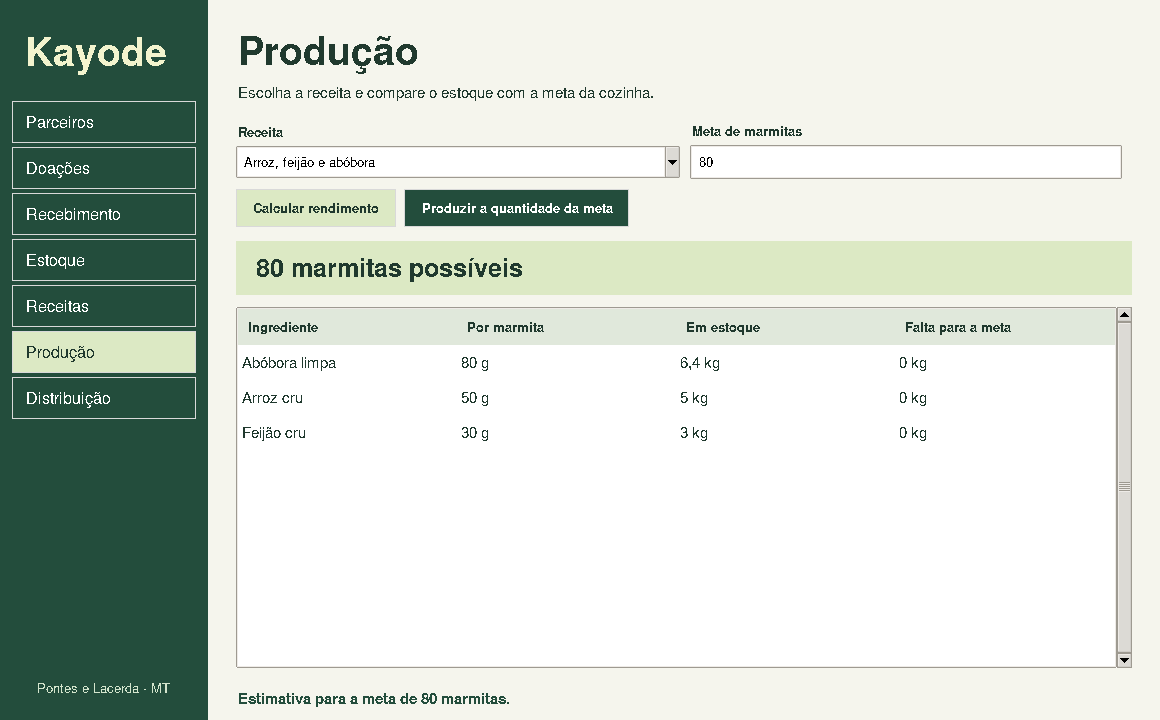 Kayode
Parceiros
Doações
Recebimento
Estoque
Receitas
Produção
Distribuição
Pontes e Lacerda - MT
Produção
Escolha a receita e compare o estoque com a meta da cozinha.
Receita
Meta de marmitas
Arroz, feijão e abóbora
80
Calcular rendimento
Produzir a quantidade da meta
80 marmitas possíveis
Ingrediente Por marmita Em estoque Falta para a meta
Abóbora limpa 80 g 6,4 kg 0 kg
Arroz cru 50 g 5 kg 0 kg
Feijão cru 30 g 3 kg 0 kg
Estimativa para a meta de 80 marmitas.